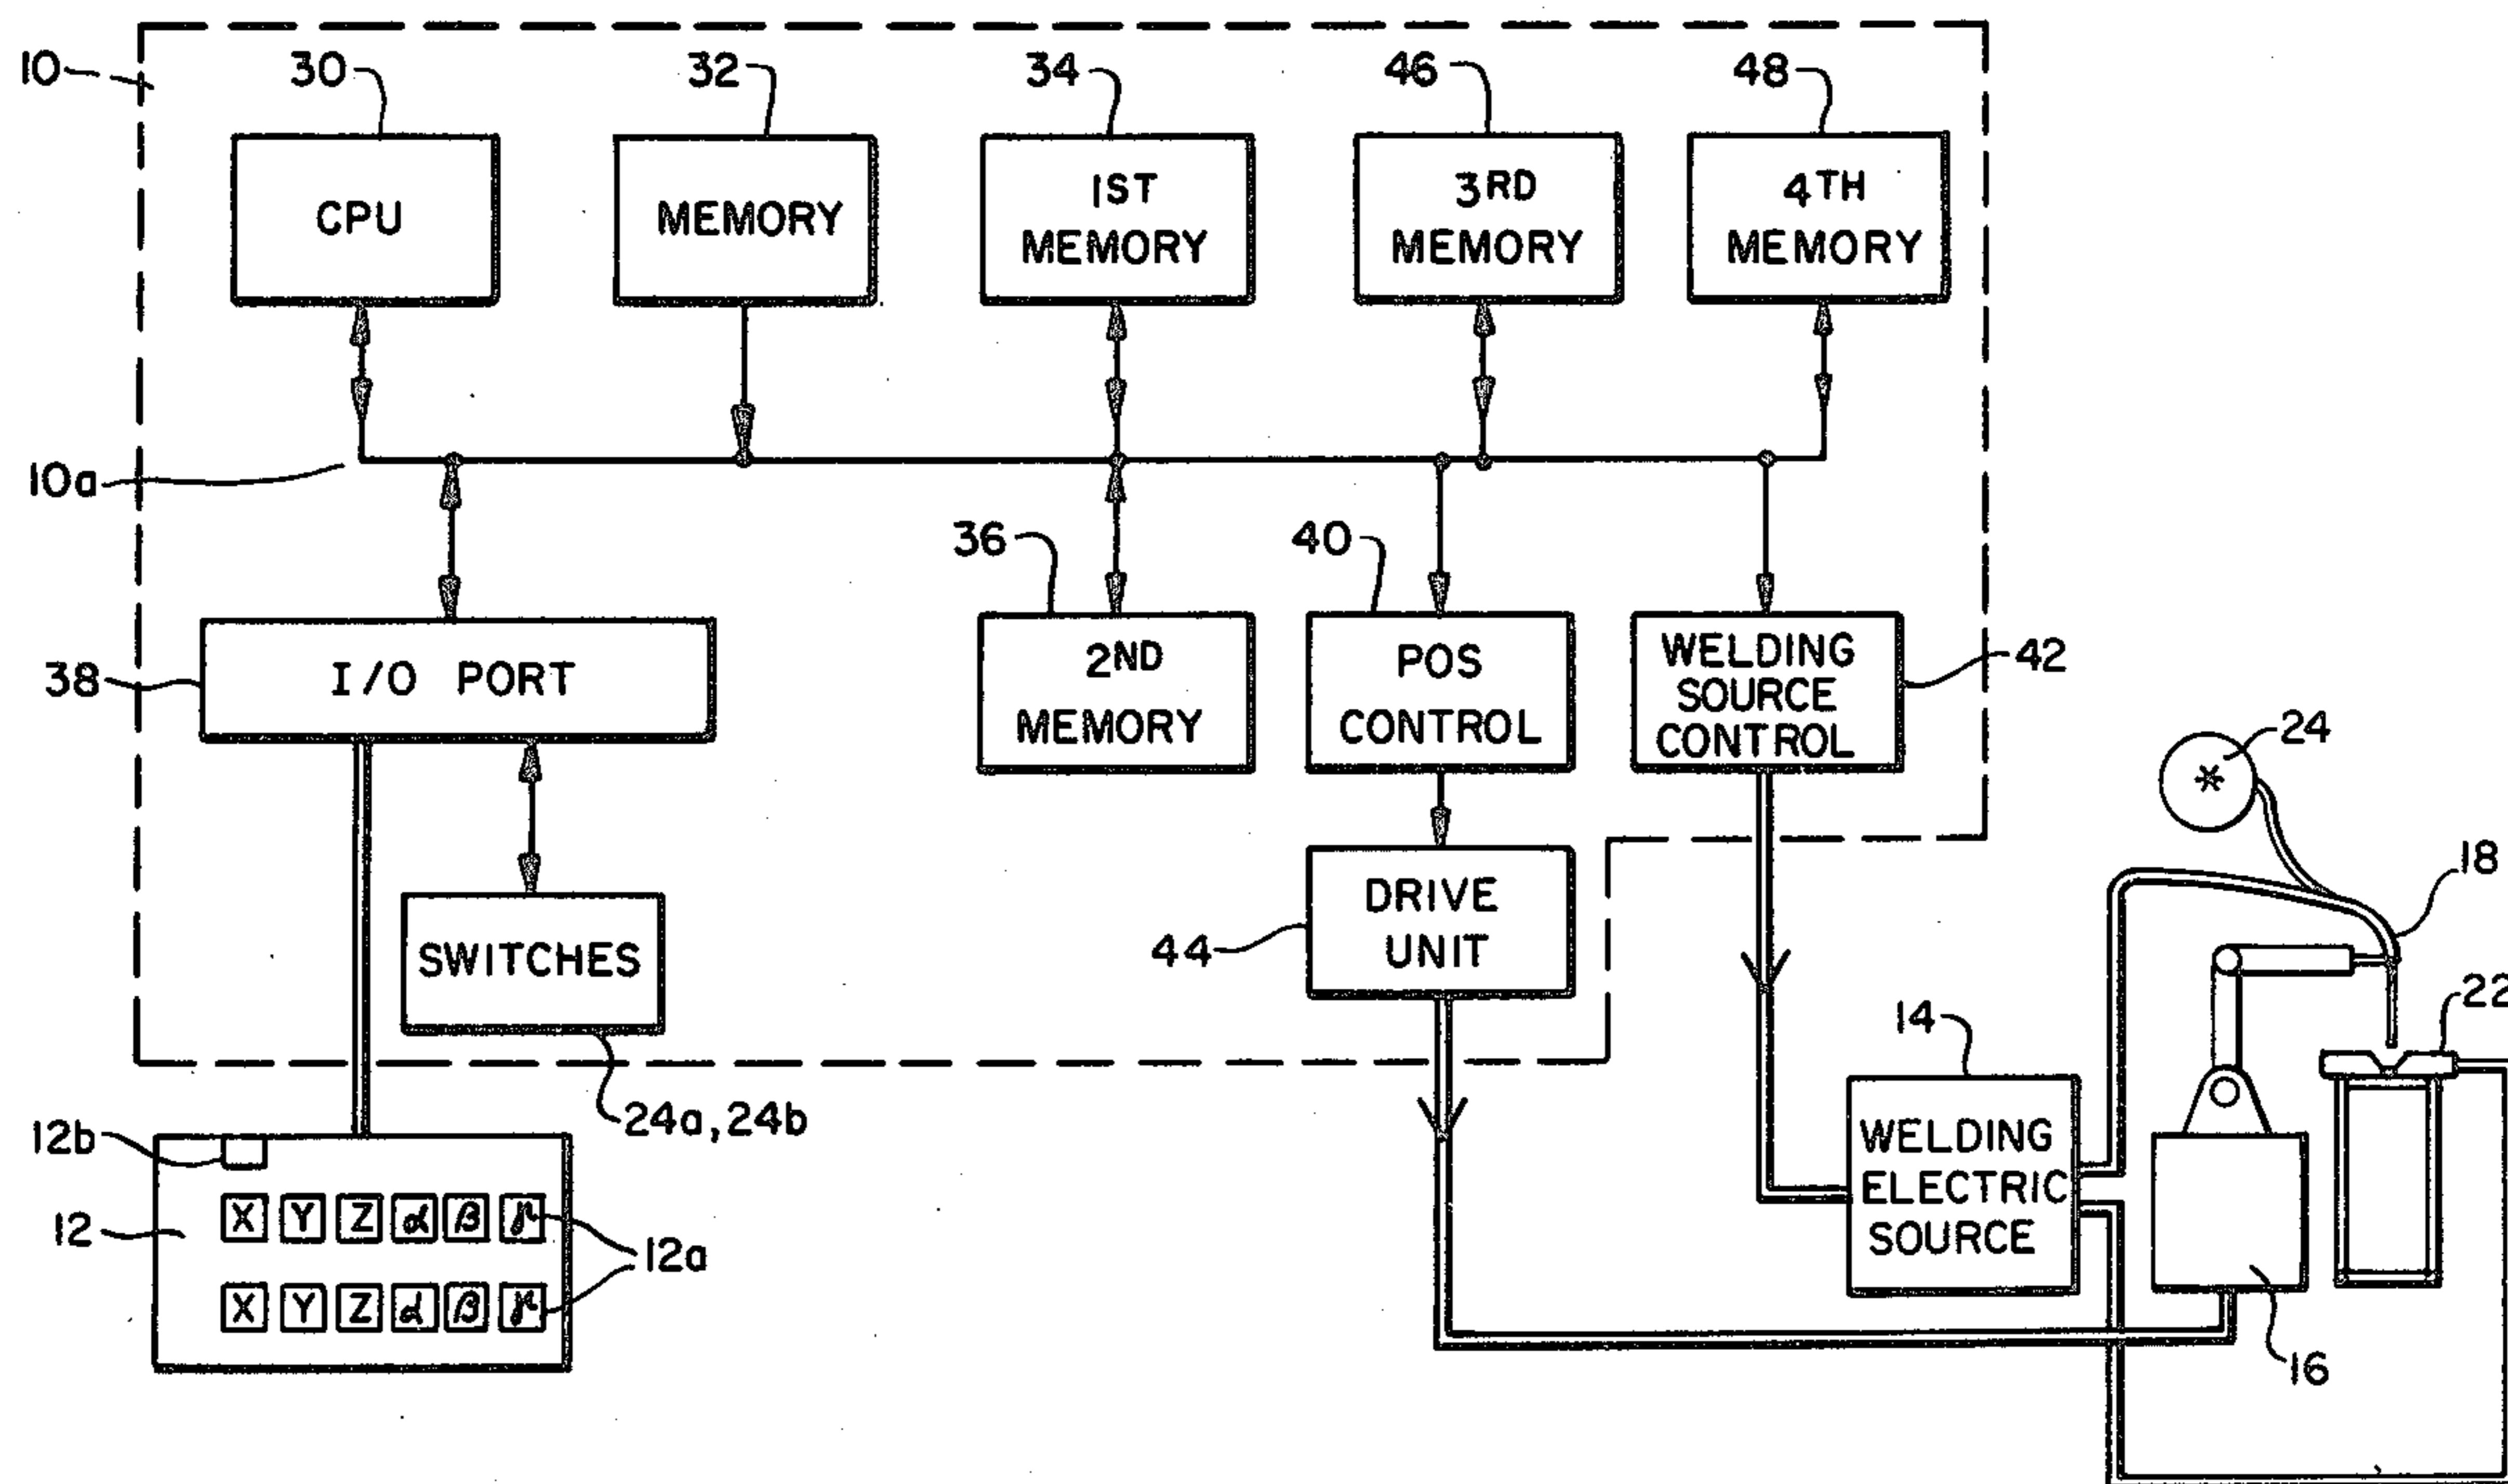 10
30
32
34
46
48
CPU
MEMORY
1ST
MEMORY
3RD
MEMORY
4TH
MEMORY
10a
36
40
38
I/O PORT
2ND
MEMORY
POS
CONTROL
WELDING
SOURCE
CONTROL
42
24
*
18
SWITCHES
44
DRIVE
UNIT
22
14
24a, 24b
12b
12
X Y Z α β γ
12a
X Y Z α β γ
WELDING
ELECTRIC
SOURCE
16